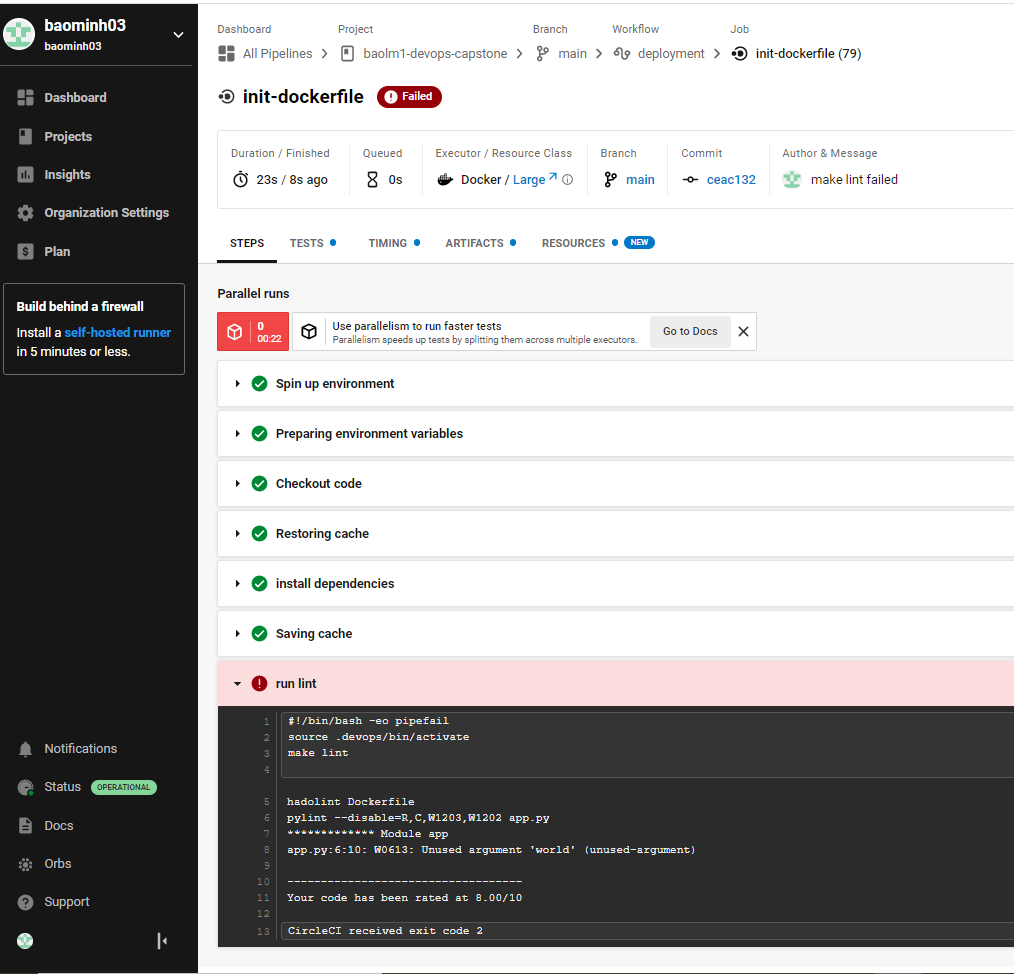 baominh03
baominh03
Dashboard
Projects
Insights
Organization Settings
Plan
Build behind a firewall
Install a self-hosted runner
in 5 minutes or less.
Notifications
Status OPERATIONAL
Docs
Orbs
Support
Dashboard Project Branch Workflow Job
All Pipelines baolm1-devops-capstone main deployment init-dockerfile (79)
init-dockerfile Failed
Duration / Finished Queued Executor / Resource Class Branch Commit Author & Message
23s / 8s ago 0s Docker / Large main ceac132 make lint failed
STEPS TESTS TIMING ARTIFACTS RESOURCES NEW
Parallel runs
0
00:22
Use parallelism to run faster tests
Parallelism speeds up tests by splitting them across multiple executors.
Go to Docs
Spin up environment
Preparing environment variables
Checkout code
Restoring cache
install dependencies
Saving cache
run lint
1 #!/bin/bash -eo pipefail
2 source .devops/bin/activate
3 make lint
4
5 hadolint Dockerfile
6 pylint --disable=R,C,W1203,W1202 app.py
7 ************* Module app
8 app.py:6:10: W0613: Unused argument 'world' (unused-argument)
9
10 -----------------------------------
11 Your code has been rated at 8.00/10
12
13 CircleCI received exit code 2